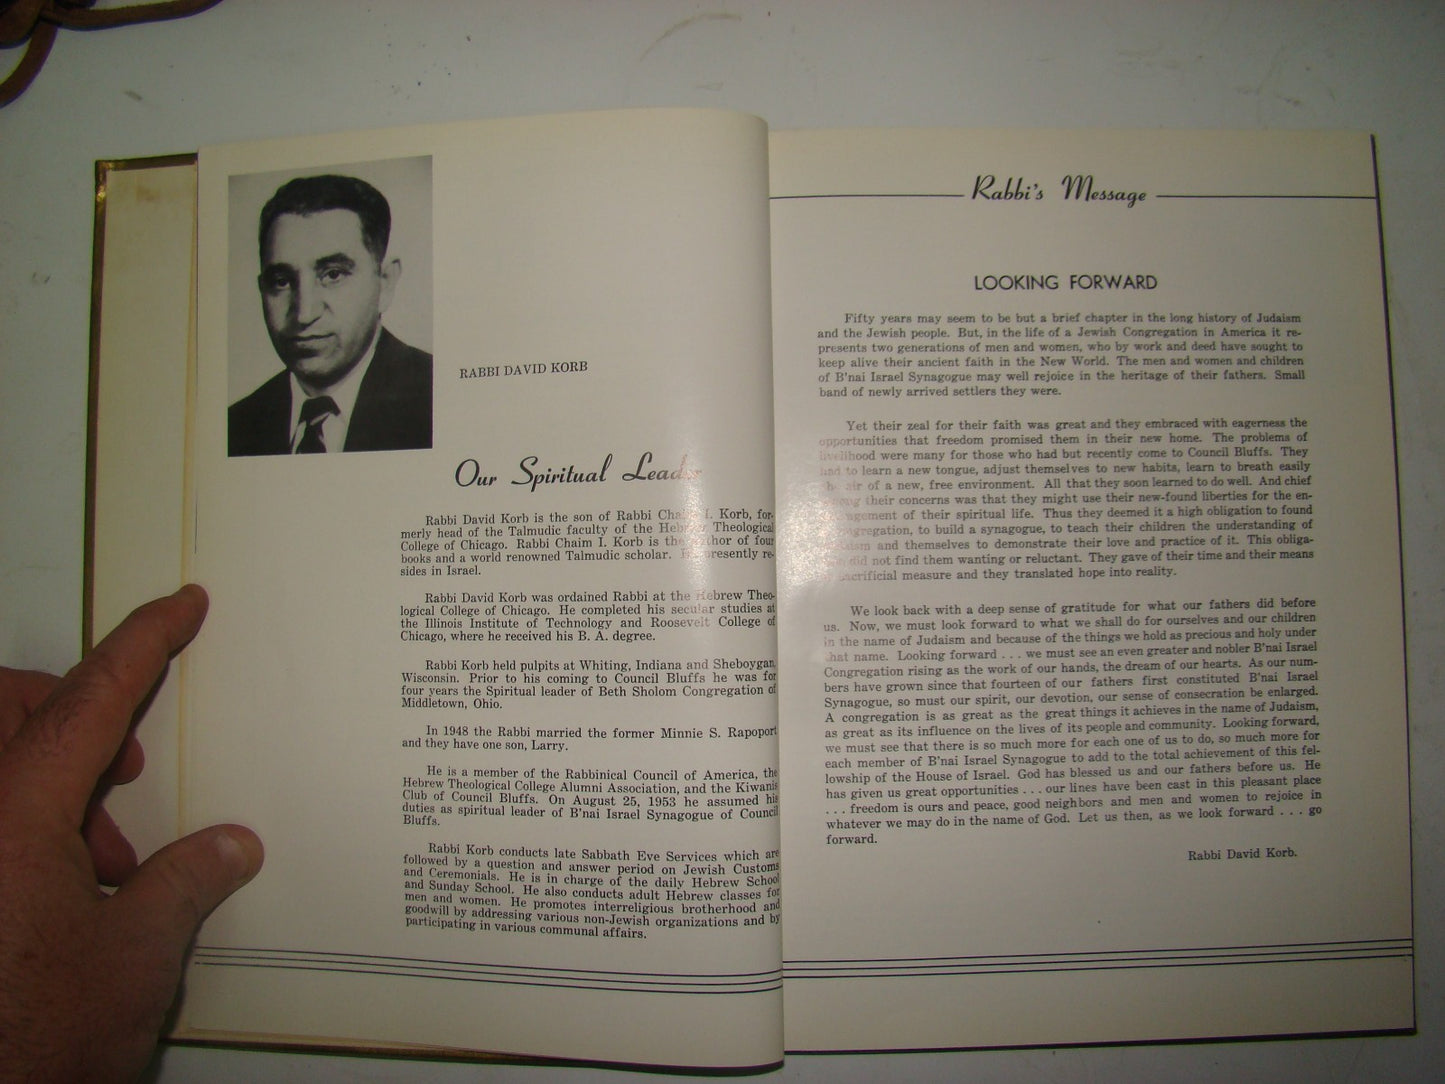 RABBI DAVID KORB
Our Spiritual Leader
Rabbi David Korb is the son of Rabbi Chaim I. Korb, for-
merly head of the Talmudic faculty of the Hebrew Theological
College of Chicago. Rabbi Chaim I. Korb is the author of four
books and a world renowned Talmudic scholar. He presently re-
sides in Israel.
Rabbi David Korb was ordained Rabbi at the Hebrew Theo-
logical College of Chicago. He completed his secular studies at
the Illinois Institute of Technology and Roosevelt College of
Chicago, where he received his B. A. degree.
Rabbi Korb held pulpits at Whiting, Indiana and Sheboygan,
Wisconsin. Prior to his coming to Council Bluffs he was for
four years the Spiritual leader of Beth Sholom Congregation of
Middletown, Ohio.
In 1948 the Rabbi married the former Minnie S. Rapoport
and they have one son, Larry.
He is a member of the Rabbinical Council of America, the
Hebrew Theological College Alumni Association, and the Kiwanis
Club of Council Bluffs. On August 25, 1953 he assumed his
duties as spiritual leader of B'nai Israel Synagogue of Council
Bluffs.
Rabbi Korb conducts late Sabbath Eve Services which are
followed by a question and answer period on Jewish Customs
and Ceremonials. He is in charge of the daily Hebrew School
and Sunday School. He also conducts adult Hebrew classes for
men and women. He promotes interreligious brotherhood and
goodwill by addressing various non-Jewish organizations and by
participating in various communal affairs.
Rabbi's Message
LOOKING FORWARD
Fifty years may seem to be but a brief chapter in the long history of Judaism
and the Jewish people. But, in the life of a Jewish Congregation in America it re-
presents two generations of men and women, who by work and deed have sought to
keep alive their ancient faith in the New World. The men and women and children
of B'nai Israel Synagogue may well rejoice in the heritage of their fathers. Small
band of newly arrived settlers they were.
Yet their zeal for their faith was great and they embraced with eagerness the
opportunities that freedom promised them in their new home. The problems of
livelihood were many for those who had but recently come to Council Bluffs. They
had to learn a new tongue, adjust themselves to new habits, learn to breath easily
the air of a new, free environment. All that they soon learned to do well. And chief
among their concerns was that they might use their new-found liberties for the en-
of their spiritual life. Thus they deemed it a high obligation to found
congregation, to build a synagogue, to teach their children the understanding of
Judaism and themselves to demonstrate their love and practice of it. This obliga-
tion did not find them wanting or reluctant. They gave of their time and their means
sacrificial measure and they translated hope into reality.
We look back with a deep sense of gratitude for what our fathers did before
us. Now, we must look forward to what we shall do for ourselves and our children
in the name of Judaism and because of the things we hold as precious and holy under
that name. Looking forward . . . we must see an even greater and nobler B'nai Israel
Congregation rising as the work of our hands, the dream of our hearts. As our num-
bers have grown since that fourteen of our fathers first constituted B'nai Israel
Synagogue, so must our spirit, our devotion, our sense of consecration be enlarged.
A congregation is as great as the great things it achieves in the name of Judaism,
as great as its influence on the lives of its people and community. Looking forward,
we must see that there is so much more for each one of us to do, so much more for
each member of B'nai Israel Synagogue to add to the total achievement of this fel-
lowship of the House of Israel. God has blessed us and our fathers before us. He
has given us great opportunities . . . our lines have been cast in this pleasant place
. . . freedom is ours and peace, good neighbors and men and women to rejoice in
whatever we may do in the name of God. Let us then, as we look forward . . . go
forward.
Rabbi David Korb.